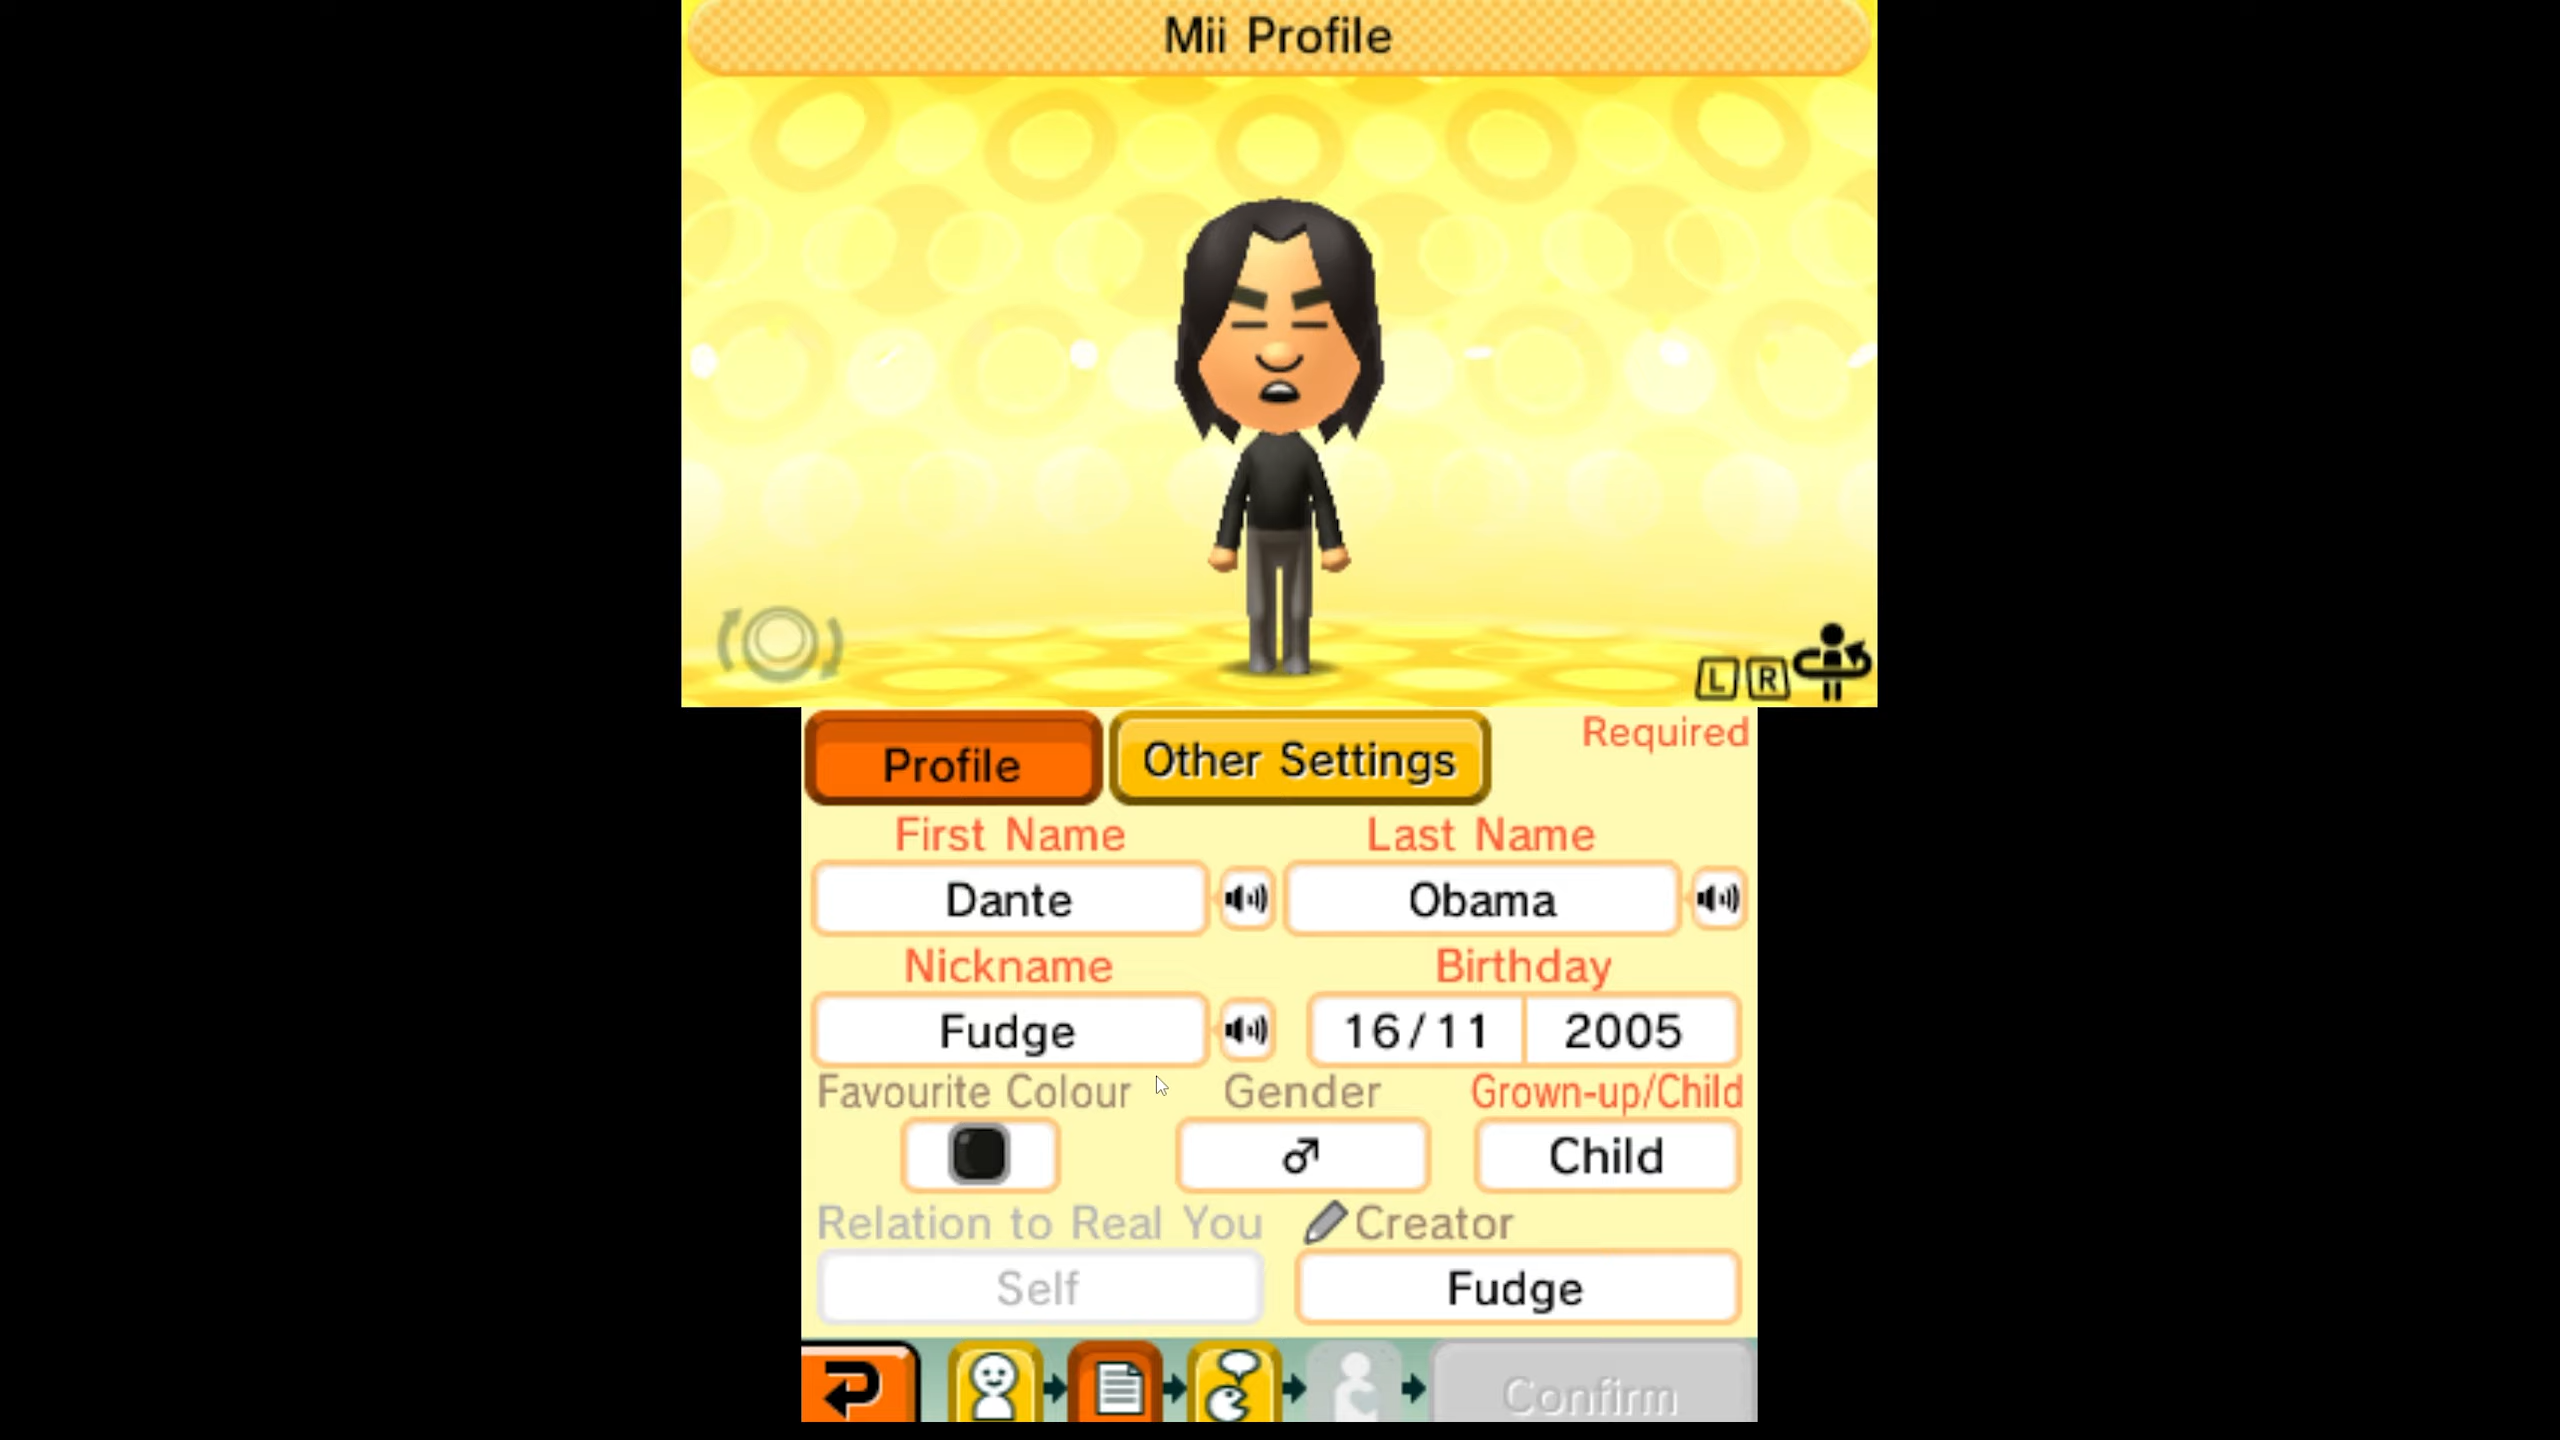 Mii Profile
L R
Profile Other Settings Required
First Name Last Name
Dante Obama
Nickname Birthday
Fudge 16/11 2005
Favourite Colour Gender Grown-up/Child
♂ Child
Relation to Real You Creator
Self Fudge
Confirm